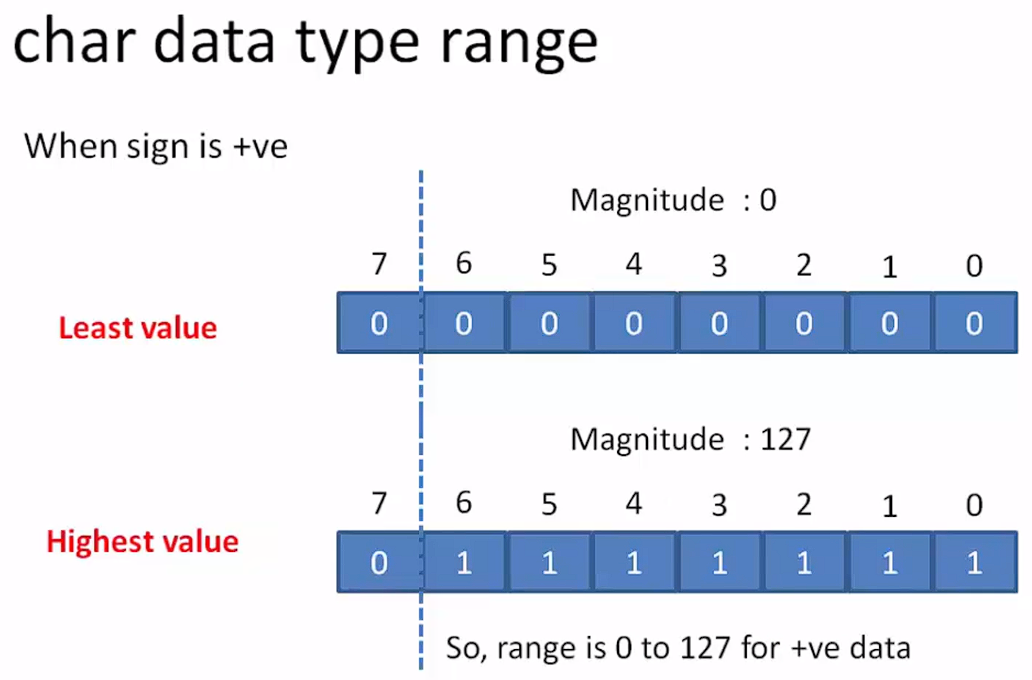 char data type range
When sign is +ve
Magnitude : 0
7 6 5 4 3 2 1 0
Least value
0 0 0 0 0 0 0 0
Magnitude : 127
7 6 5 4 3 2 1 0
Highest value
0 1 1 1 1 1 1 1
So, range is 0 to 127 for +ve data